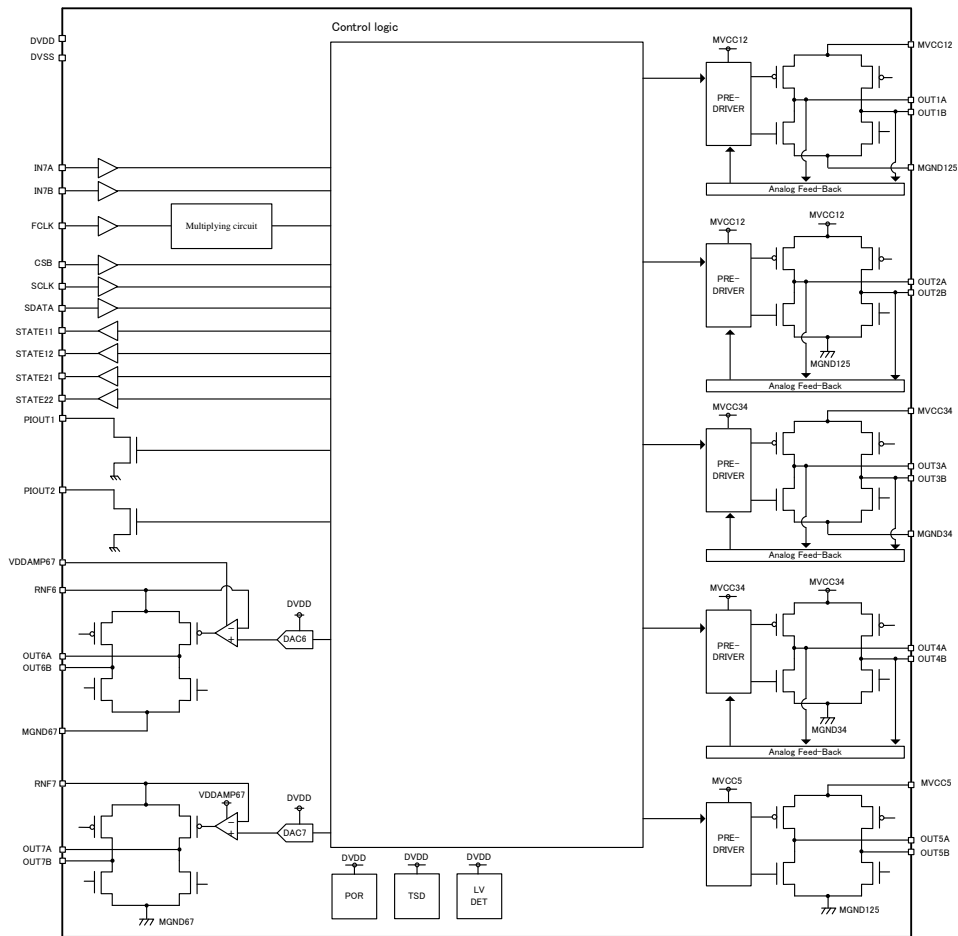 Control logic
DVDD
DVSS
IN7A
IN7B
FCLK
Multiplying circuit
CSB
SCLK
SDATA
STATE11
STATE12
STATE21
STATE22
PIOUT1
PIOUT2
VDDAMP67
RNF6
DVDD
DAC6
−
+
OUT6A
OUT6B
MGND67
RNF7
VDDAMP67
DVDD
DAC7
−
+
OUT7A
OUT7B
MGND67
DVDD
POR
DVDD
TSD
DVDD
LV
DET
MVCC12
MVCC12
PRE-
DRIVER
OUT1A
OUT1B
MGND125
Analog Feed-Back
MVCC12
MVCC12
PRE-
DRIVER
OUT2A
OUT2B
MGND125
Analog Feed-Back
MVCC34
MVCC34
PRE-
DRIVER
OUT3A
OUT3B
MGND34
Analog Feed-Back
MVCC34
MVCC34
PRE-
DRIVER
OUT4A
OUT4B
MGND34
Analog Feed-Back
MVCC5
MVCC5
PRE-
DRIVER
OUT5A
OUT5B
MGND125